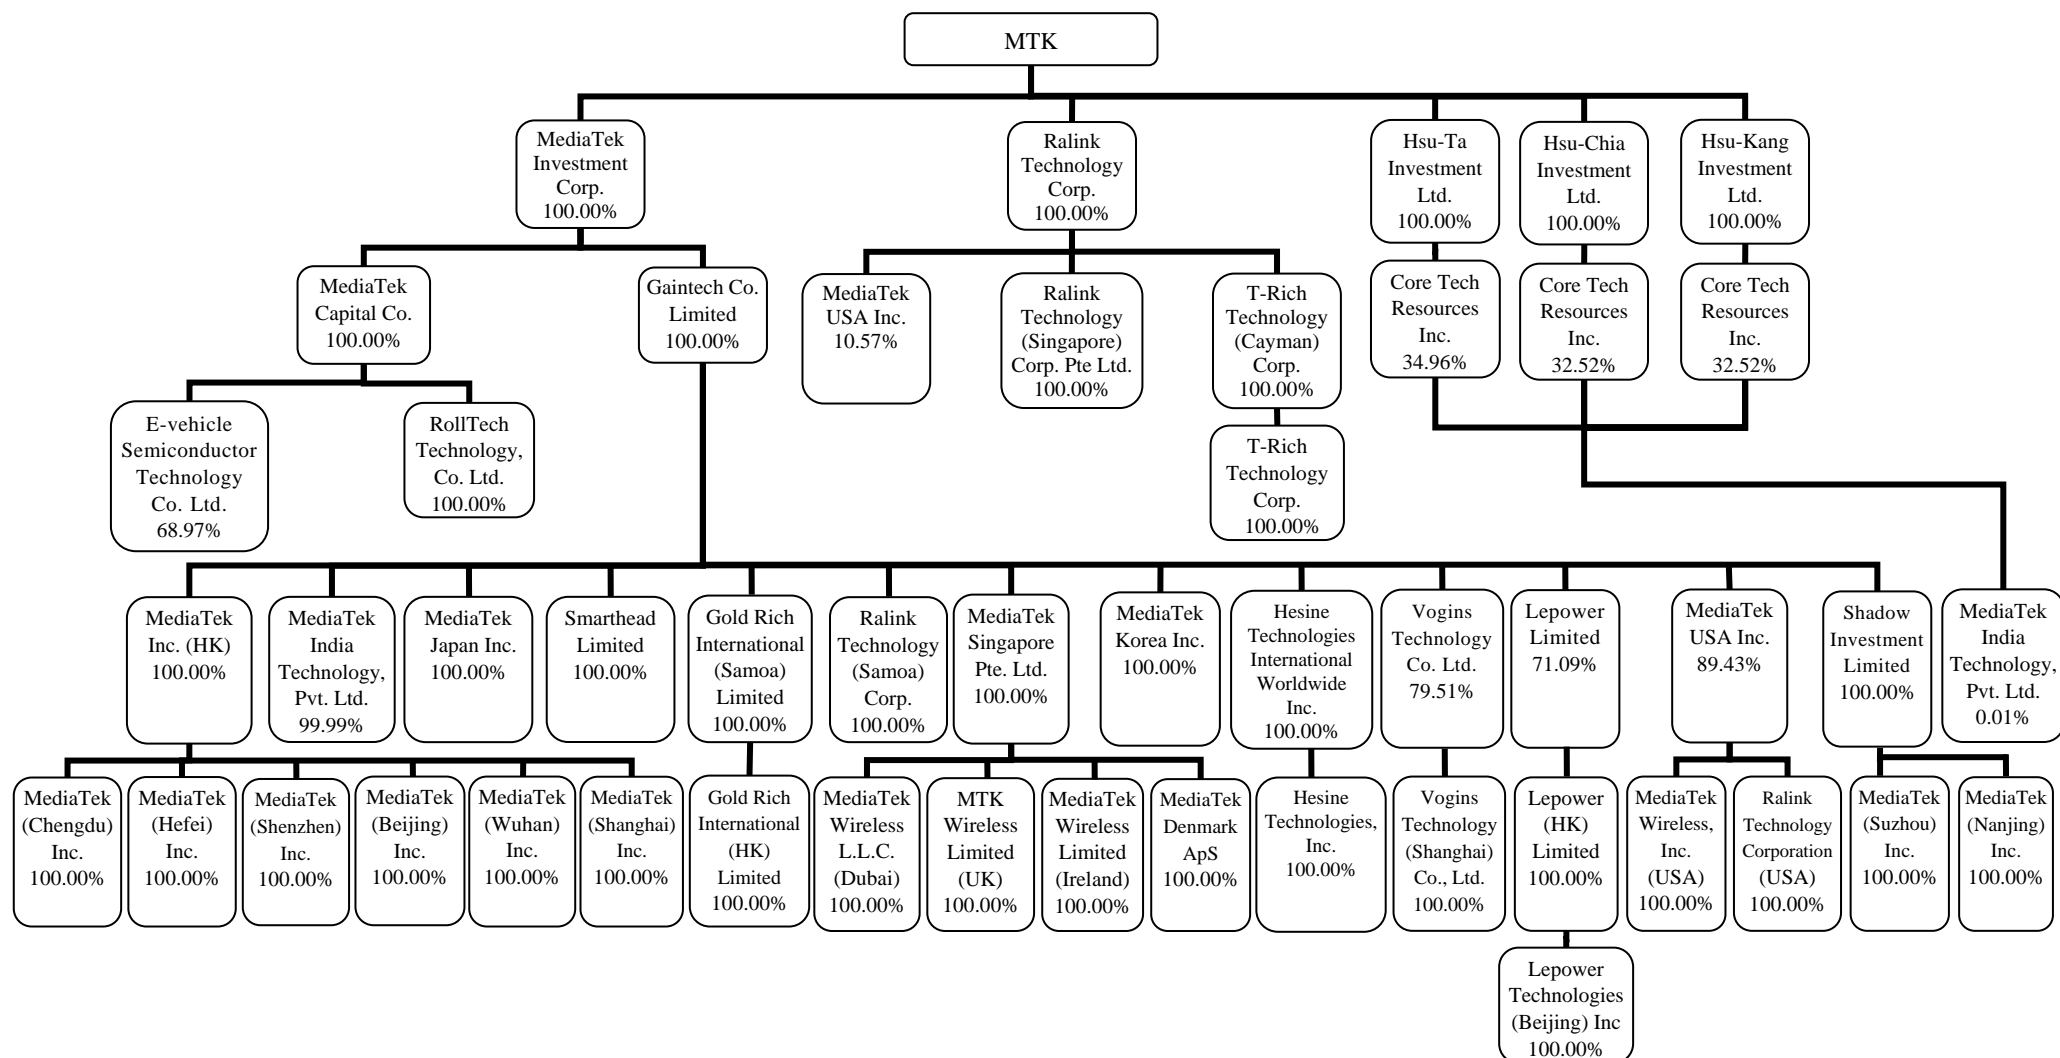 MTK
MediaTek
Investment
Corp.
100.00%
Ralink
Technology
Corp.
100.00%
Hsu-Ta
Investment
Ltd.
100.00%
Hsu-Chia
Investment
Ltd.
100.00%
Hsu-Kang
Investment
Ltd.
100.00%
MediaTek
Capital Co.
100.00%
Gaintech Co.
Limited
100.00%
MediaTek
USA Inc.
10.57%
Ralink
Technology
(Singapore)
Corp. Pte Ltd.
100.00%
T-Rich
Technology
(Cayman)
Corp.
100.00%
Core Tech
Resources
Inc.
34.96%
Core Tech
Resources
Inc.
32.52%
Core Tech
Resources
Inc.
32.52%
E-vehicle
Semiconductor
Technology
Co. Ltd.
68.97%
RollTech
Technology,
Co. Ltd.
100.00%
T-Rich
Technology
Corp.
100.00%
MediaTek
Inc. (HK)
100.00%
MediaTek
India
Technology,
Pvt. Ltd.
99.99%
MediaTek
Japan Inc.
100.00%
Smarthead
Limited
100.00%
Gold Rich
International
(Samoa)
Limited
100.00%
Ralink
Technology
(Samoa)
Corp.
100.00%
MediaTek
Singapore
Pte. Ltd.
100.00%
MediaTek
Korea Inc.
100.00%
Hesine
Technologies
International
Worldwide
Inc.
100.00%
Vogins
Technology
Co. Ltd.
79.51%
Lepower
Limited
71.09%
MediaTek
USA Inc.
89.43%
Shadow
Investment
Limited
100.00%
MediaTek
India
Technology,
Pvt. Ltd.
0.01%
MediaTek
(Chengdu)
Inc.
100.00%
MediaTek
(Hefei)
Inc.
100.00%
MediaTek
(Shenzhen)
Inc.
100.00%
MediaTek
(Beijing)
Inc.
100.00%
MediaTek
(Wuhan)
Inc.
100.00%
MediaTek
(Shanghai)
Inc.
100.00%
Gold Rich
International
(HK)
Limited
100.00%
MediaTek
Wireless
L.L.C.
(Dubai)
100.00%
MTK
Wireless
Limited
(UK)
100.00%
MediaTek
Wireless
Limited
(Ireland)
100.00%
MediaTek
Denmark
ApS
100.00%
Hesine
Technologies,
Inc.
100.00%
Vogins
Technology
(Shanghai)
Co., Ltd.
100.00%
Lepower
(HK)
Limited
100.00%
MediaTek
Wireless,
Inc.
(USA)
100.00%
Ralink
Technology
Corporation
(USA)
100.00%
MediaTek
(Suzhou)
Inc.
100.00%
MediaTek
(Nanjing)
Inc.
100.00%
Lepower
Technologies
(Beijing) Inc
100.00%